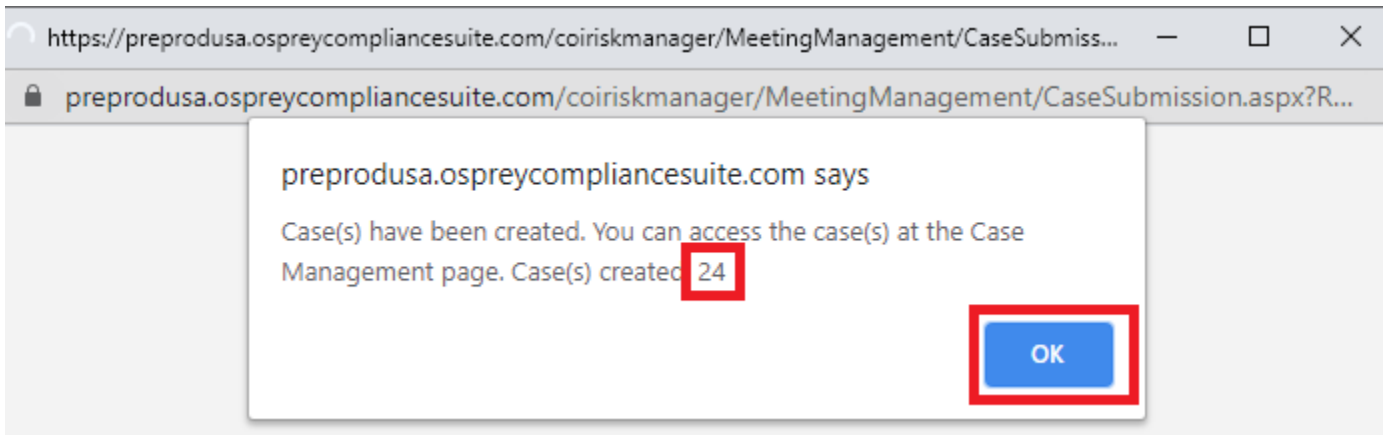 https://preprodusa.ospreycompliancesuite.com/coiriskmanager/MeetingManagement/CaseSubmiss...
preprodusa.ospreycompliancesuite.com/coiriskmanager/MeetingManagement/CaseSubmission.aspx?R...
preprodusa.ospreycompliancesuite.com says
Case(s) have been created. You can access the case(s) at the Case
Management page. Case(s) created 24
OK